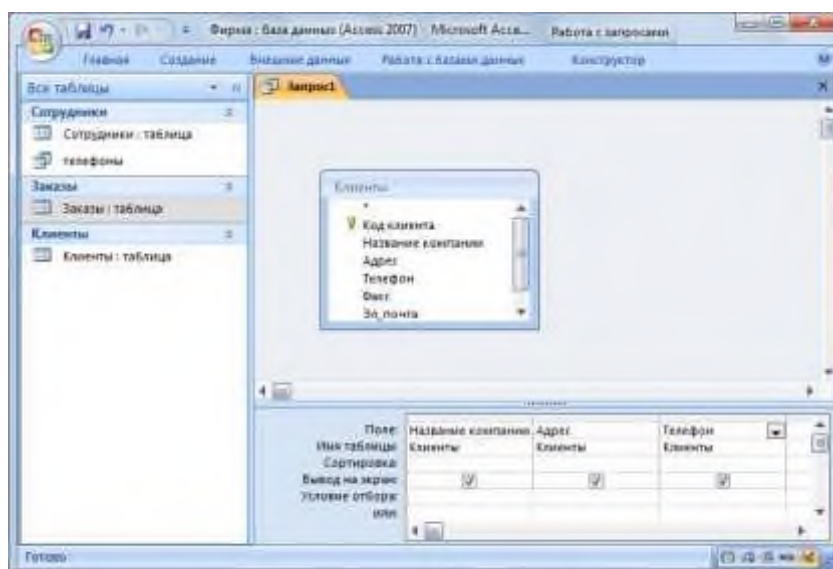 Фирма : база данных (Access 2007) - Microsoft Acce...
Работа с запросами
Главная Создание Внешние данные Работа с базами данных Конструктор
Все таблицы
Запрос1
Сотрудники
Сотрудники : таблица
телефоны
Заказы
Заказы : таблица
Клиенты
Клиенты : таблица
Клиенты
*
Код клиента
Название компании
Адрес
Телефон
Факс
Эл_почта
Поле: Название компании Адрес Телефон
Имя таблицы: Клиенты Клиенты Клиенты
Сортировка:
Вывод на экран:
Условие отбора:
или:
Готово